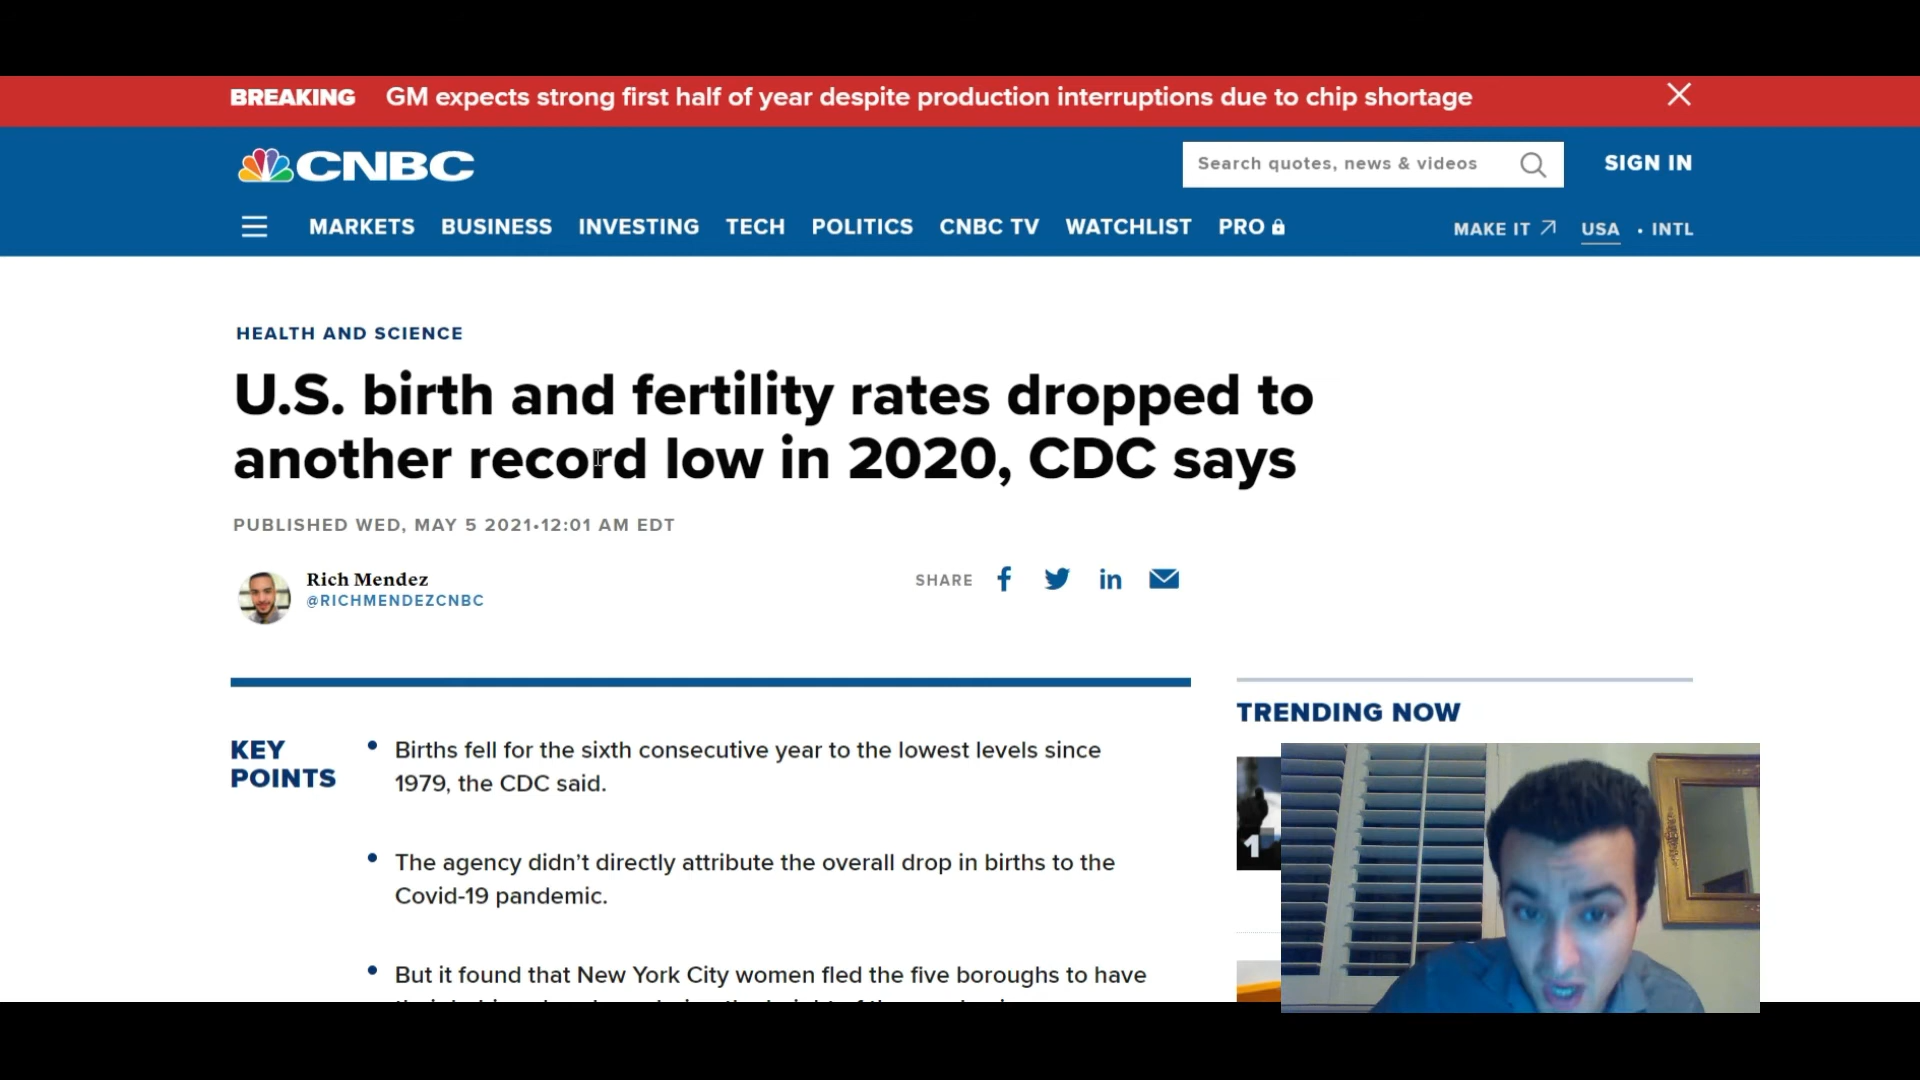 BREAKING GM expects strong first half of year despite production interruptions due to chip shortage
CNBC
Search quotes, news & videos
SIGN IN
MARKETS BUSINESS INVESTING TECH POLITICS CNBC TV WATCHLIST PRO
MAKE IT USA • INTL
HEALTH AND SCIENCE
U.S. birth and fertility rates dropped to
another record low in 2020, CDC says
PUBLISHED WED, MAY 5 2021•12:01 AM EDT
Rich Mendez
@RICHMENDEZCNBC
SHARE
TRENDING NOW
1
KEY
POINTS
• Births fell for the sixth consecutive year to the lowest levels since
1979, the CDC said.
• The agency didn’t directly attribute the overall drop in births to the
Covid-19 pandemic.
• But it found that New York City women fled the five boroughs to have